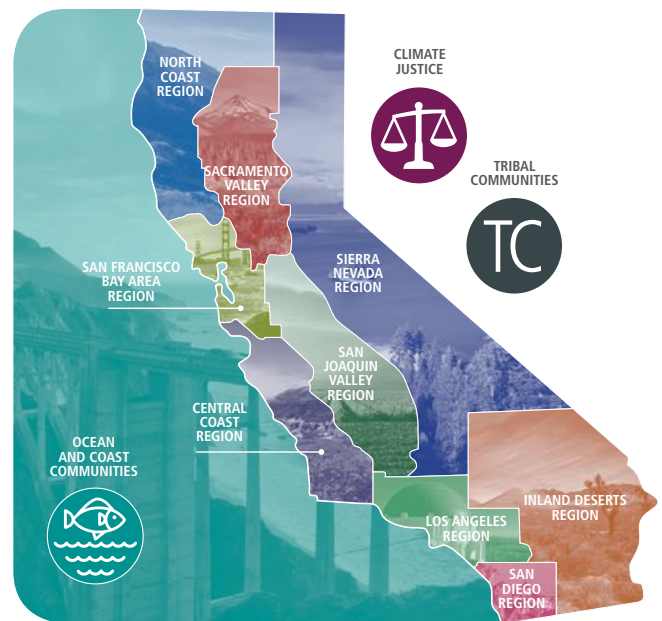 NORTH
COAST
REGION
CLIMATE
JUSTICE
SACRAMENTO
VALLEY
REGION
TRIBAL
COMMUNITIES
TC
SAN FRANCISCO
BAY AREA
REGION
SIERRA
NEVADA
REGION
SAN
JOAQUIN
VALLEY
REGION
CENTRAL
COAST
REGION
OCEAN
AND COAST
COMMUNITIES
INLAND DESERTS
REGION
LOS ANGELES
REGION
SAN
DIEGO
REGION